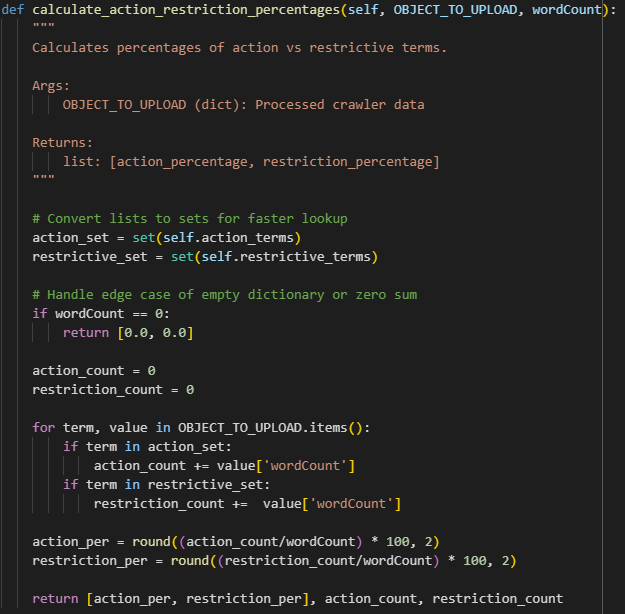 def calculate_action_restriction_percentages(self, OBJECT_TO_UPLOAD, wordCount):
    """
    Calculates percentages of action vs restrictive terms.

    Args:
        OBJECT_TO_UPLOAD (dict): Processed crawler data

    Returns:
        list: [action_percentage, restriction_percentage]
    """

    # Convert lists to sets for faster lookup
    action_set = set(self.action_terms)
    restrictive_set = set(self.restrictive_terms)

    # Handle edge case of empty dictionary or zero sum
    if wordCount == 0:
        return [0.0, 0.0]

    action_count = 0
    restriction_count = 0

    for term, value in OBJECT_TO_UPLOAD.items():
        if term in action_set:
            action_count += value['wordCount']
        if term in restrictive_set:
            restriction_count +=  value['wordCount']

    action_per = round((action_count/wordCount) * 100, 2)
    restriction_per = round((restriction_count/wordCount) * 100, 2)

    return [action_per, restriction_per], action_count, restriction_count